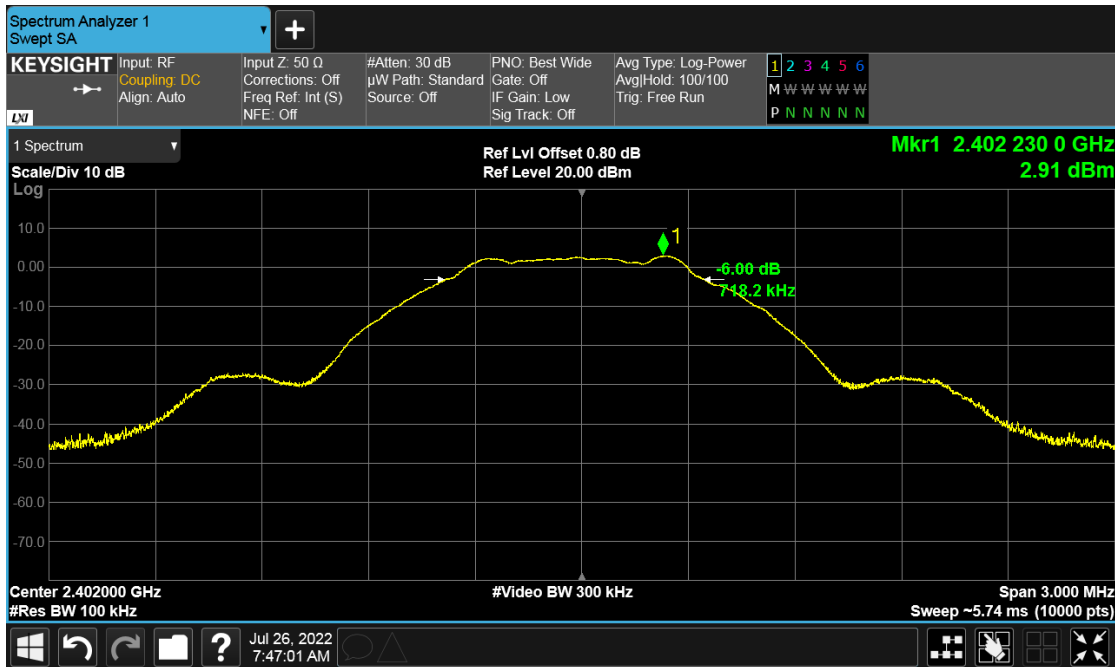 Spectrum Analyzer 1
Swept SA
+
KEYSIGHT
LXI
Input: RF
Coupling: DC
Align: Auto
Input Z: 50 Ω
Corrections: Off
Freq Ref: Int (S)
NFE: Off
#Atten: 30 dB
µW Path: Standard
Source: Off
PNO: Best Wide
Gate: Off
IF Gain: Low
Sig Track: Off
Avg Type: Log-Power
Avg|Hold: 100/100
Trig: Free Run
1 2 3 4 5 6
M W W W W W
P N N N N N
1 Spectrum
Scale/Div 10 dB
Log
Ref Lvl Offset 0.80 dB
Ref Level 20.00 dBm
Mkr1 2.402 230 0 GHz
2.91 dBm
10.0
0.00
-10.0
-20.0
-30.0
-40.0
-50.0
-60.0
-70.0
1
-6.00 dB
718.2 kHz
Center 2.402000 GHz
#Res BW 100 kHz
#Video BW 300 kHz
Span 3.000 MHz
Sweep ~5.74 ms (10000 pts)
?
Jul 26, 2022
7:47:01 AM